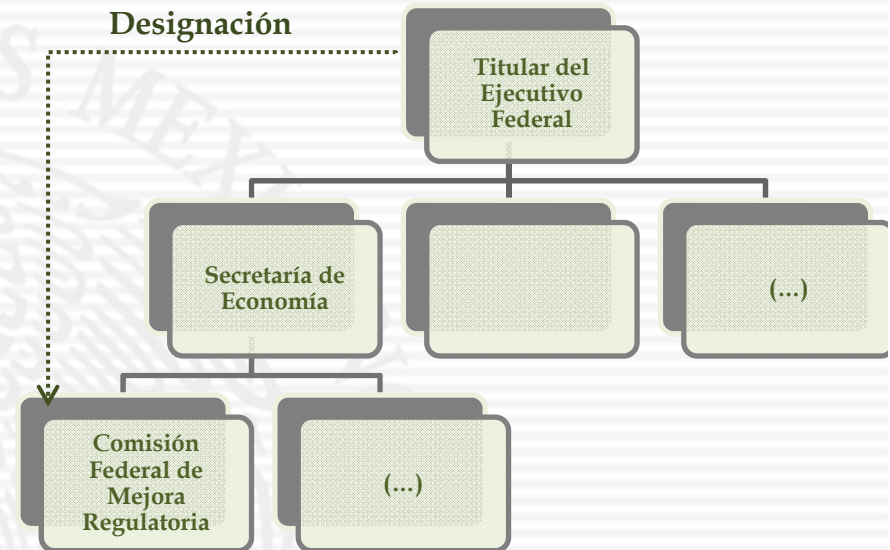 Designación
Titular del
Ejecutivo
Federal
Secretaría de
Economía
(...)
Comisión
Federal de
Mejora
Regulatoria
(...)